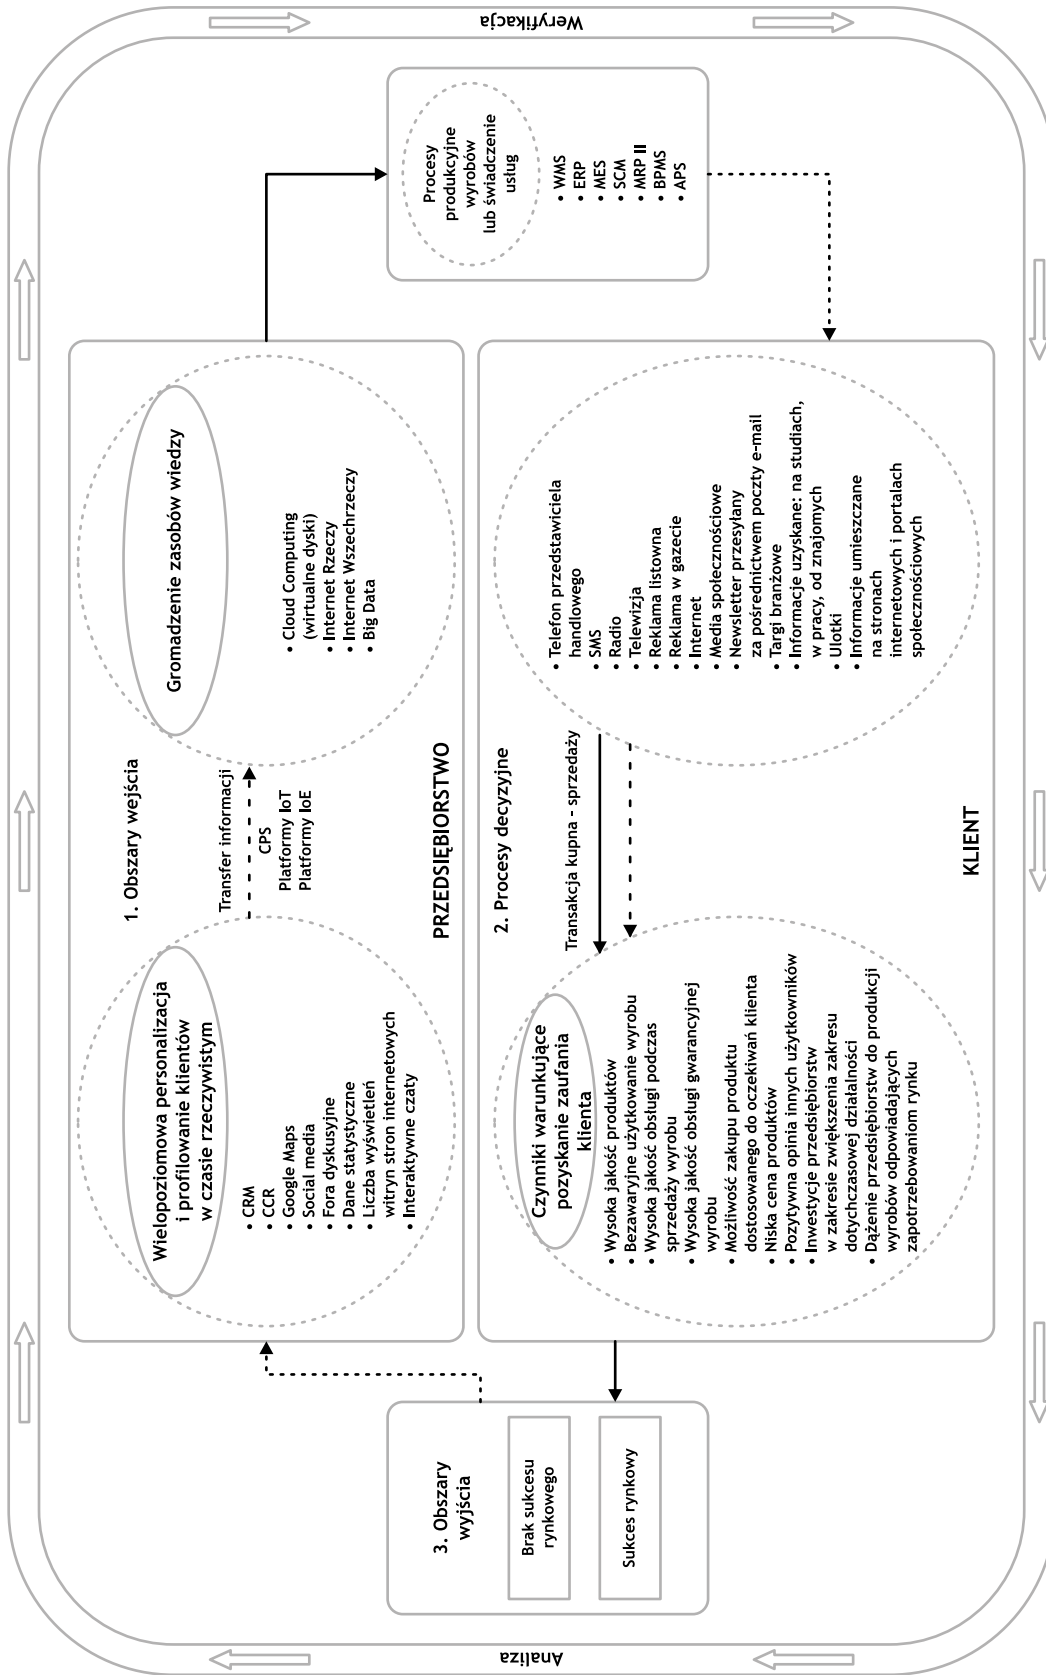 Weryfikacja
1. Obszary wejścia
Wielopoziomowa personalizacja
i profilowanie klientów
w czasie rzeczywistym
• CRM
• CCR
• Google Maps
• Social media
• Fora dyskusyjne
• Dane statystyczne
• Liczba wyświetleń
witryn stron internetowych
• Interaktywne czaty
Transfer informacji
CPS
Platformy IoT
Platformy IoE
Gromadzenie zasobów wiedzy
• Cloud Computing
(wirtualne dyski)
• Internet Rzeczy
• Internet Wszechrzeczy
• Big Data
PRZEDSIĘBIORSTWO
Procesy
produkcyjne
wyrobów
lub świadczenie
usług
• WMS
• ERP
• MES
• SCM
• MRP II
• BPMS
• APS
2. Procesy decyzyjne
Czynniki warunkujące
pozyskanie zaufania
klienta
• Wysoka jakość produktów
• Bezawaryjne użytkowanie wyrobu
• Wysoka jakość obsługi podczas
sprzedaży wyrobu
• Wysoka jakość obsługi gwarancyjnej
wyrobu
• Możliwość zakupu produktu
dostosowanego do oczekiwań klienta
• Niska cena produktów
• Pozytywna opinia innych użytkowników
• Inwestycje przedsiębiorstw
w zakresie zwiększenia zakresu
dotychczasowej działalności
• Dążenie przedsiębiorstw do produkcji
wyrobów odpowiadających
zapotrzebowaniom rynku
Transakcja kupna - sprzedaży
• Telefon przedstawiciela
handlowego
• SMS
• Radio
• Telewizja
• Reklama listowna
• Reklama w gazecie
• Internet
• Media społecznościowe
• Newsletter przesyłany
za pośrednictwem poczty e-mail
• Targi branżowe
• Informacje uzyskane: na studiach,
w pracy, od znajomych
• Ulotki
• Informacje umieszczane
na stronach
internetowych i portalach
społecznościowych
KLIENT
3. Obszary
wyjścia
Brak sukcesu
rynkowego
Sukces rynkowy
Analiza